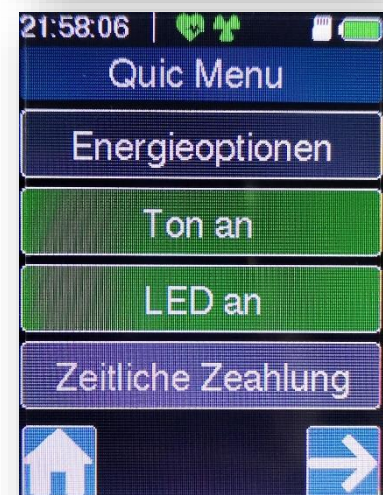 21:58:06
Quic Menu
Energieoptionen
Ton an
LED an
Zeitliche Zeahlung